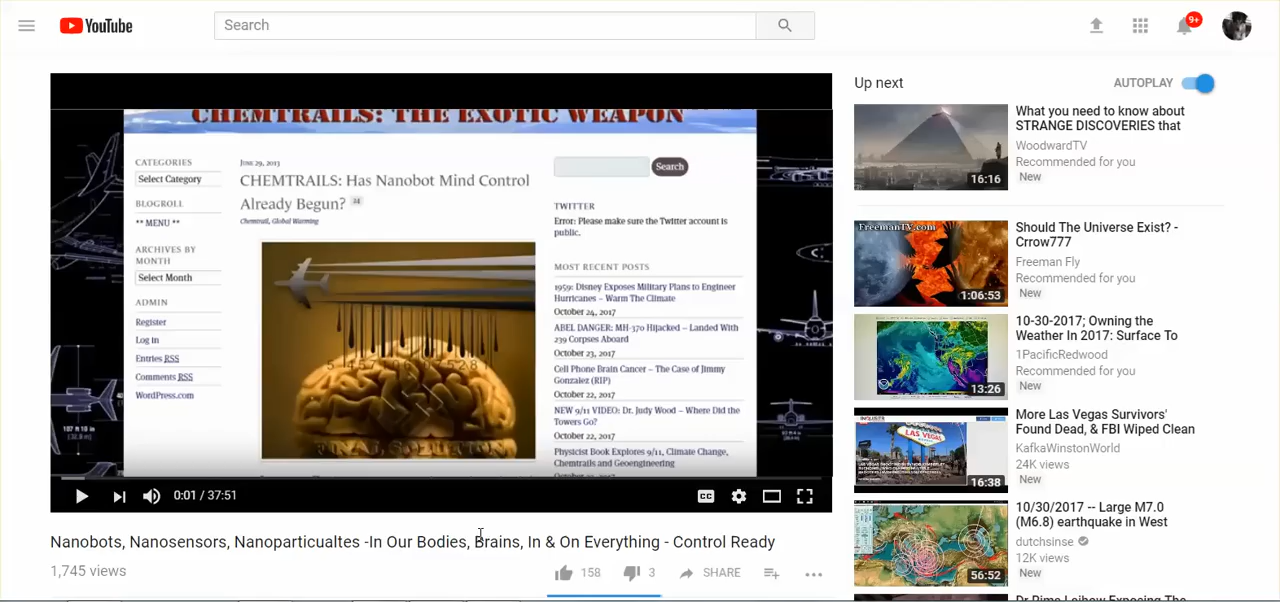 YouTube
Search
9+
CHEMTRAILS: THE EXOTIC WEAPON
CATEGORIES
Select Category
BLOGROLL
** MENU **
ARCHIVES BY
MONTH
Select Month
ADMIN
Register
Log in
Entries RSS
Comments RSS
WordPress.com
JUNE 29, 2013
CHEMTRAILS: Has Nanobot Mind Control
Already Begun?
Chemtrail, Global Warming
FINAL SOLUTION
Search
TWITTER
Error: Please make sure the Twitter account is
public.
MOST RECENT POSTS
1959: Disney Exposes Military Plans to Engineer
Hurricanes – Warm The Climate
October 24, 2017
ABEL DANGER: MH-370 Hijacked – Landed With
239 Corpses Aboard
October 23, 2017
Cell Phone Brain Cancer – The Case of Jimmy
Gonzalez (RIP)
October 22, 2017
NEW 9/11 VIDEO: Dr. Judy Wood – Where Did the
Towers Go?
October 22, 2017
Physicist Book Explores 9/11, Climate Change,
Chemtrails and Geoengineering
0:01 / 37:51
CC
Nanobots, Nanosensors, Nanoparticualtes -In Our Bodies, Brains, In & On Everything - Control Ready
1,745 views
158
3
SHARE
Up next
AUTOPLAY
16:16
What you need to know about
STRANGE DISCOVERIES that
WoodwardTV
Recommended for you
New
FreemanTV.com
1:06:53
Should The Universe Exist? -
Crrow777
Freeman Fly
Recommended for you
New
13:26
10-30-2017; Owning the
Weather In 2017: Surface To
1PacificRedwood
Recommended for you
New
LAS VEGAS
16:38
More Las Vegas Survivors'
Found Dead, & FBI Wiped Clean
KafkaWinstonWorld
24K views
New
56:52
10/30/2017 -- Large M7.0
(M6.8) earthquake in West
dutchsinse
12K views
New